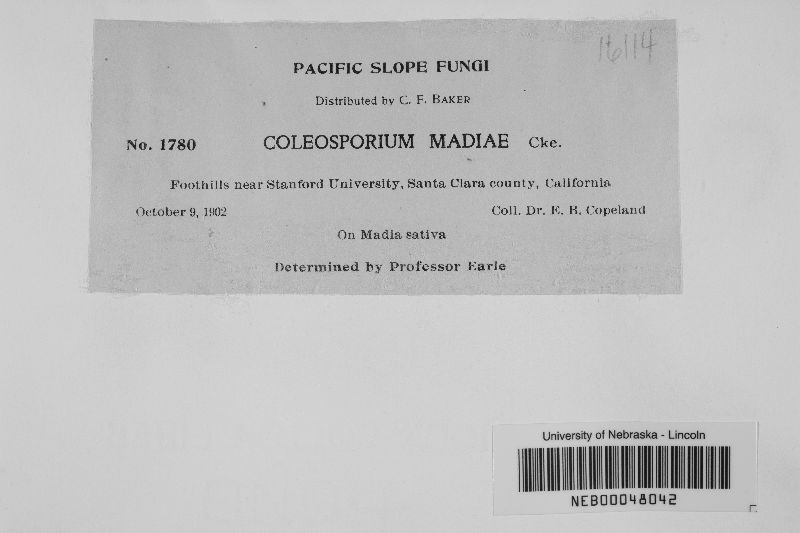 16114
PACIFIC SLOPE FUNGI
Distributed by C. F. BAKER
No. 1780 COLEOSPORIUM MADIAE Cke.
Foothills near Stanford University, Santa Clara county, California
October 9, 1902 Coll. Dr. E. B. Copeland
On Madia sativa
Determined by Professor Earle
University of Nebraska - Lincoln
NEB00048042